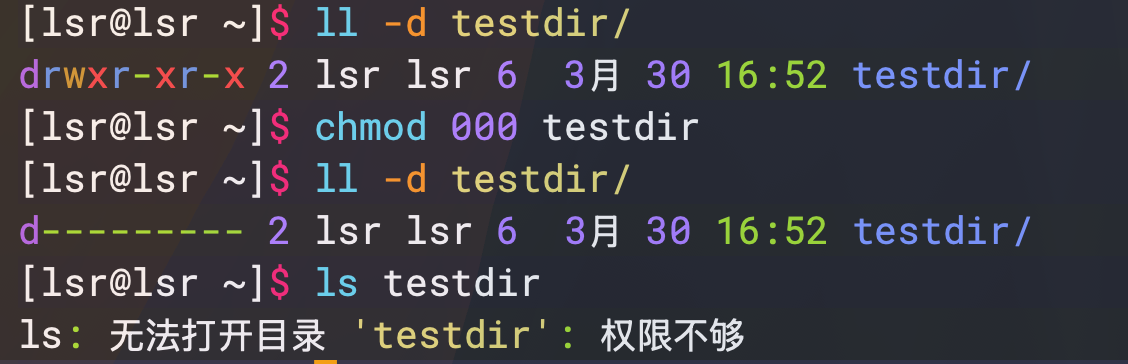 [lsr@lsr ~]$ ll -d testdir/
drwxr-xr-x 2 lsr lsr 6  3月 30 16:52 testdir/
[lsr@lsr ~]$ chmod 000 testdir
[lsr@lsr ~]$ ll -d testdir/
d--------- 2 lsr lsr 6  3月 30 16:52 testdir/
[lsr@lsr ~]$ ls testdir
ls: 无法打开目录 'testdir': 权限不够